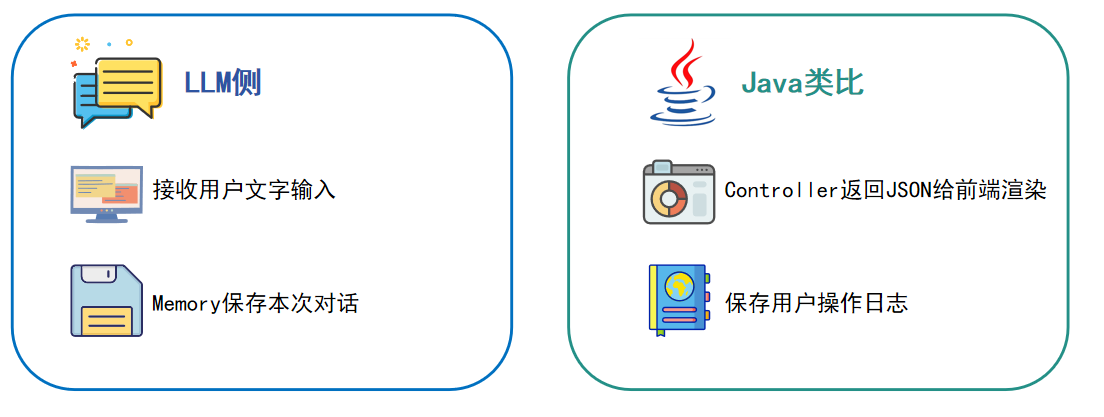 LLM侧
接收用户文字输入
Memory保存本次对话
Java类比
Controller返回JSON给前端渲染
保存用户操作日志